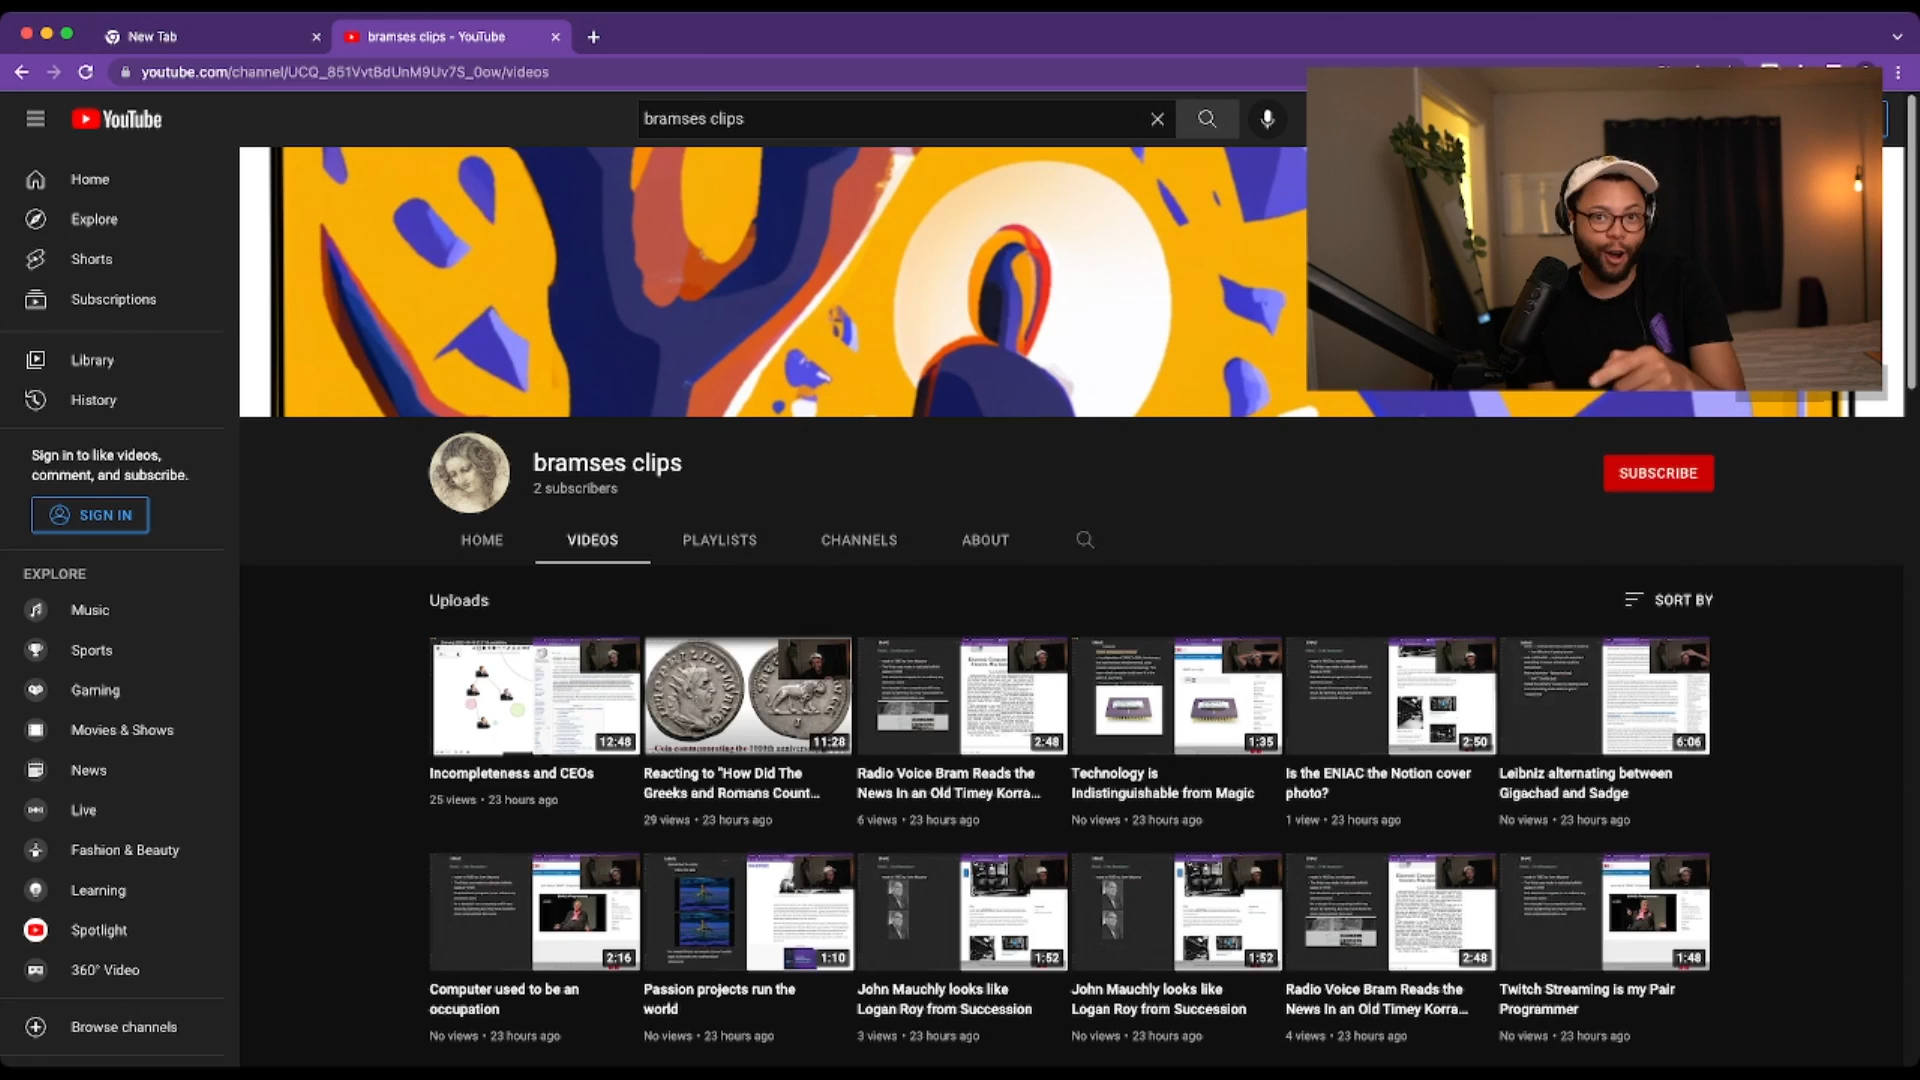 New Tab
bramses clips - YouTube
youtube.com/channel/UCQ_851VvtBdUnM9Uv7S_0ow/videos
YouTube
bramses clips
Home
Explore
Shorts
Subscriptions
Library
History
Sign in to like videos,
comment, and subscribe.
SIGN IN
EXPLORE
Music
Sports
Gaming
Movies & Shows
News
Live
Fashion & Beauty
Learning
Spotlight
360° Video
Browse channels
bramses clips
2 subscribers
SUBSCRIBE
HOME VIDEOS PLAYLISTS CHANNELS ABOUT
Uploads
SORT BY
12:48
Incompleteness and CEOs
25 views • 23 hours ago
Coin commemorating the 1000th
11:28
Reacting to "How Did The
Greeks and Romans Count...
29 views • 23 hours ago
2:48
Radio Voice Bram Reads the
News In an Old Timey Korra...
6 views • 23 hours ago
1:35
Technology is
Indistinguishable from Magic
No views • 23 hours ago
2:50
Is the ENIAC the Notion cover
photo?
1 view • 23 hours ago
6:06
Leibniz alternating between
Gigachad and Sadge
No views • 23 hours ago
2:16
Computer used to be an
occupation
No views • 23 hours ago
1:10
Passion projects run the
world
No views • 23 hours ago
1:52
John Mauchly looks like
Logan Roy from Succession
3 views • 23 hours ago
1:52
John Mauchly looks like
Logan Roy from Succession
No views • 23 hours ago
2:48
Radio Voice Bram Reads the
News In an Old Timey Korra...
4 views • 23 hours ago
1:48
Twitch Streaming is my Pair
Programmer
No views • 23 hours ago